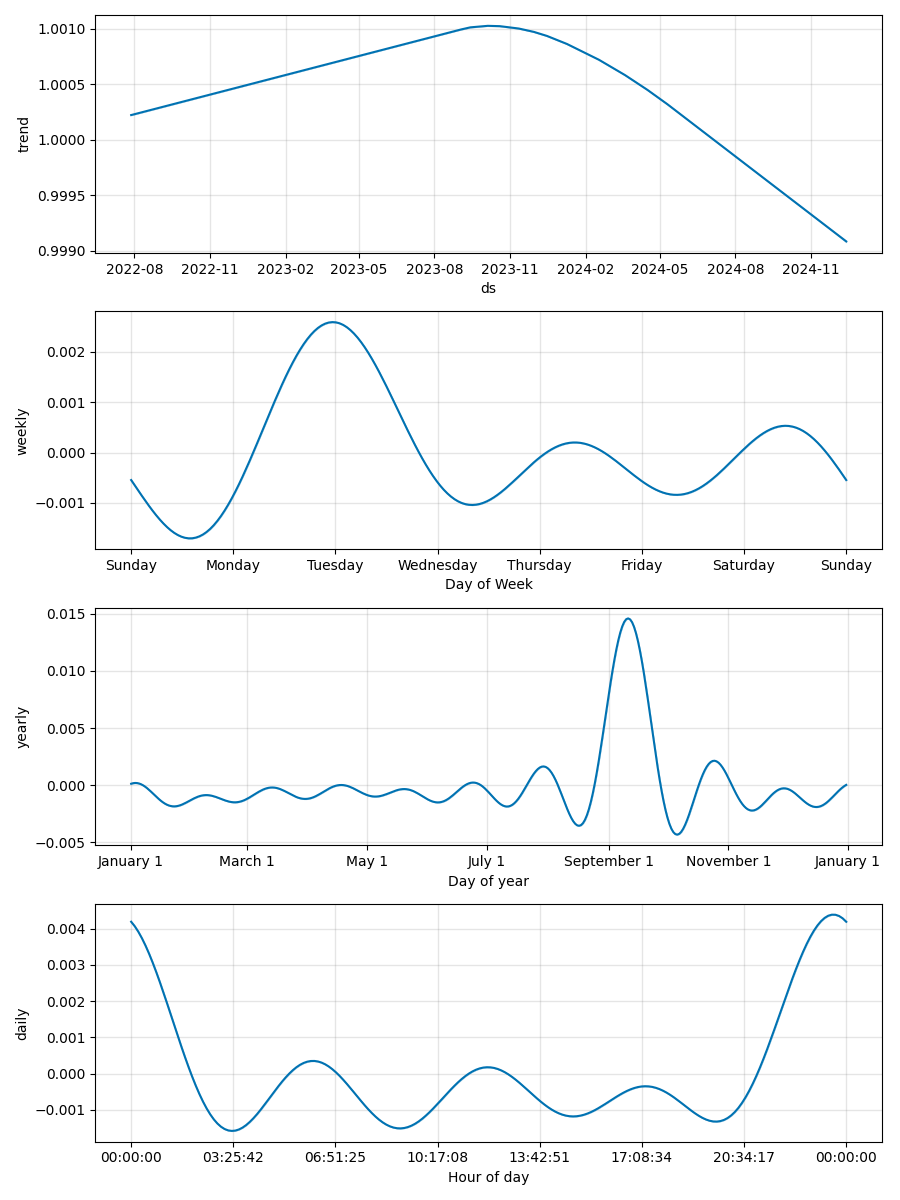 1.0010
1.0005
1.0000
0.9995
0.9990
trend
2022-08 2022-11 2023-02 2023-05 2023-08 2023-11 2024-02 2024-05 2024-08 2024-11
ds
0.002
0.001
0.000
−0.001
weekly
Sunday Monday Tuesday Wednesday Thursday Friday Saturday Sunday
Day of Week
0.015
0.010
0.005
0.000
−0.005
yearly
January 1 March 1 May 1 July 1 September 1 November 1 January 1
Day of year
0.004
0.003
0.002
0.001
0.000
−0.001
daily
00:00:00 03:25:42 06:51:25 10:17:08 13:42:51 17:08:34 20:34:17 00:00:00
Hour of day